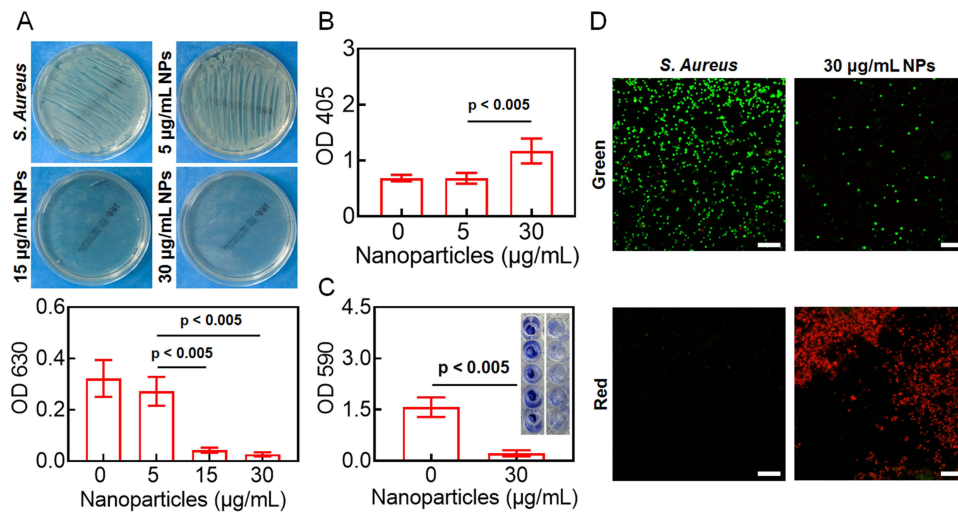 A
S. Aureus
5 µg/mL NPs
15 µg/mL NPs
30 µg/mL NPs
0.6
0.4
0.2
0.0
OD 630
p < 0.005
p < 0.005
0 5 15 30
Nanoparticles (µg/mL)
B
3
2
1
0
OD 405
p < 0.005
0 5 30
Nanoparticles (µg/mL)
C
4.5
3.0
1.5
0.0
OD 590
p < 0.005
0 30
Nanoparticles (µg/mL)
D
S. Aureus
30 µg/mL NPs
Green
Red